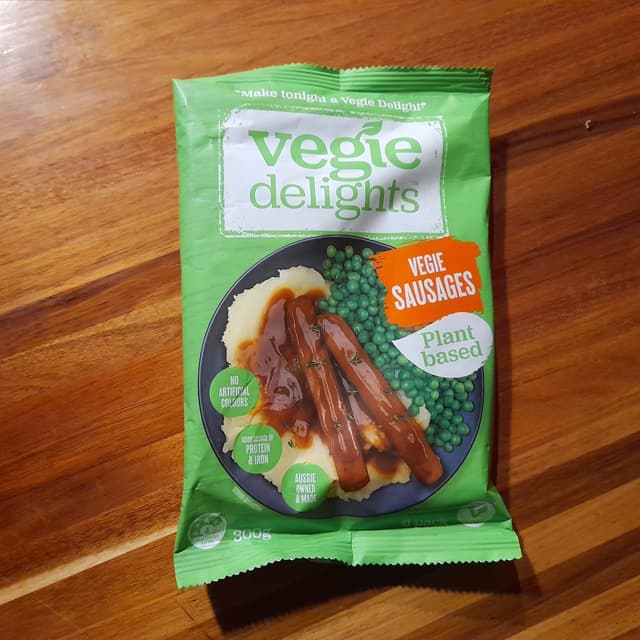 "Make tonight a Vegie Delight"
vegie
delights
VEGIE
SAUSAGES
Plant
based
NO
ARTIFICIAL
COLOURS
GOOD SOURCE OF
PROTEIN
& IRON
AUSSIE
OWNED
& MADE
300g